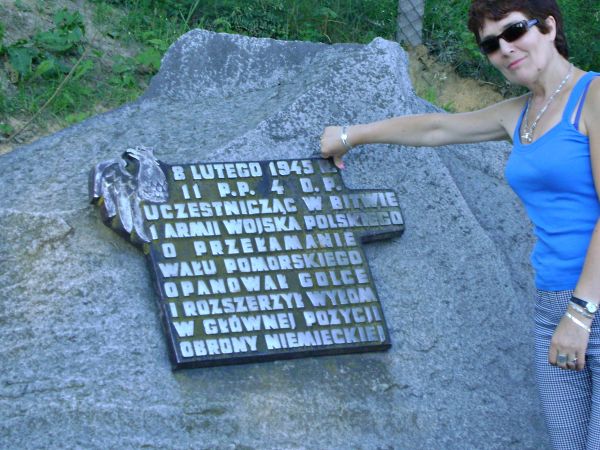 8 LUTEGO 1945 R.
11 P.P. 4 D.P.
UCZESTNICZĄC W BITWIE
1 ARMII WOJSKA POLSKIEGO
O PRZEŁAMANIE
WAŁU POMORSKIEGO
OPANOWAŁ GOLCE
I ROZSZERZYŁ WYŁOM
W GŁÓWNEJ POZYCJI
OBRONY NIEMIECKIEJ